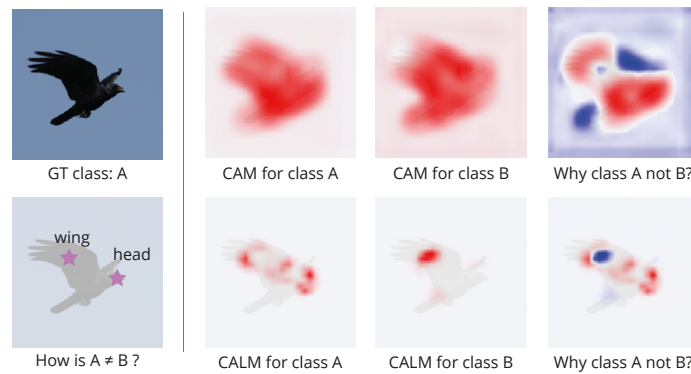 GT class: A
CAM for class A
CAM for class B
Why class A not B?
wing
head
How is A ≠ B ?
CALM for class A
CALM for class B
Why class A not B?